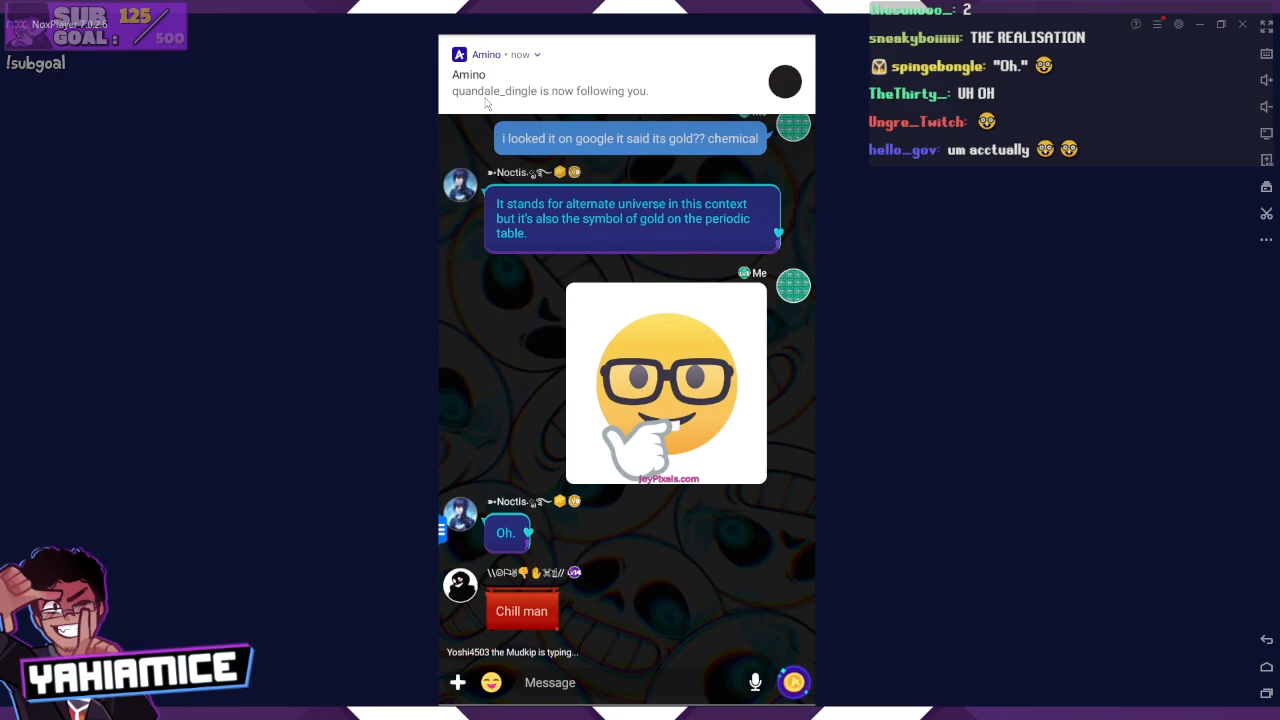 NoxPlayer 7.0.2.6
SUB GOAL :
125
/500
!subgoal
Amino • now
Amino
quandale_dingle is now following you.
i looked it on google it said its gold?? chemical
Me
➳Noctis
It stands for alternate universe in this context
but it's also the symbol of gold on the periodic
table.
Me
JoyPixels.com
➳Noctis
Oh.
Chill man
Yoshi4503 the Mudkip is typing...
Message
YAHIAMICE
2
sneakyboiiiiii: THE REALISATION
spingebongle: "Oh." 🤓
TheThirty_: UH OH
Ungre_Twitch: 🤓
hello_gov: um acctually 🤓 🤓